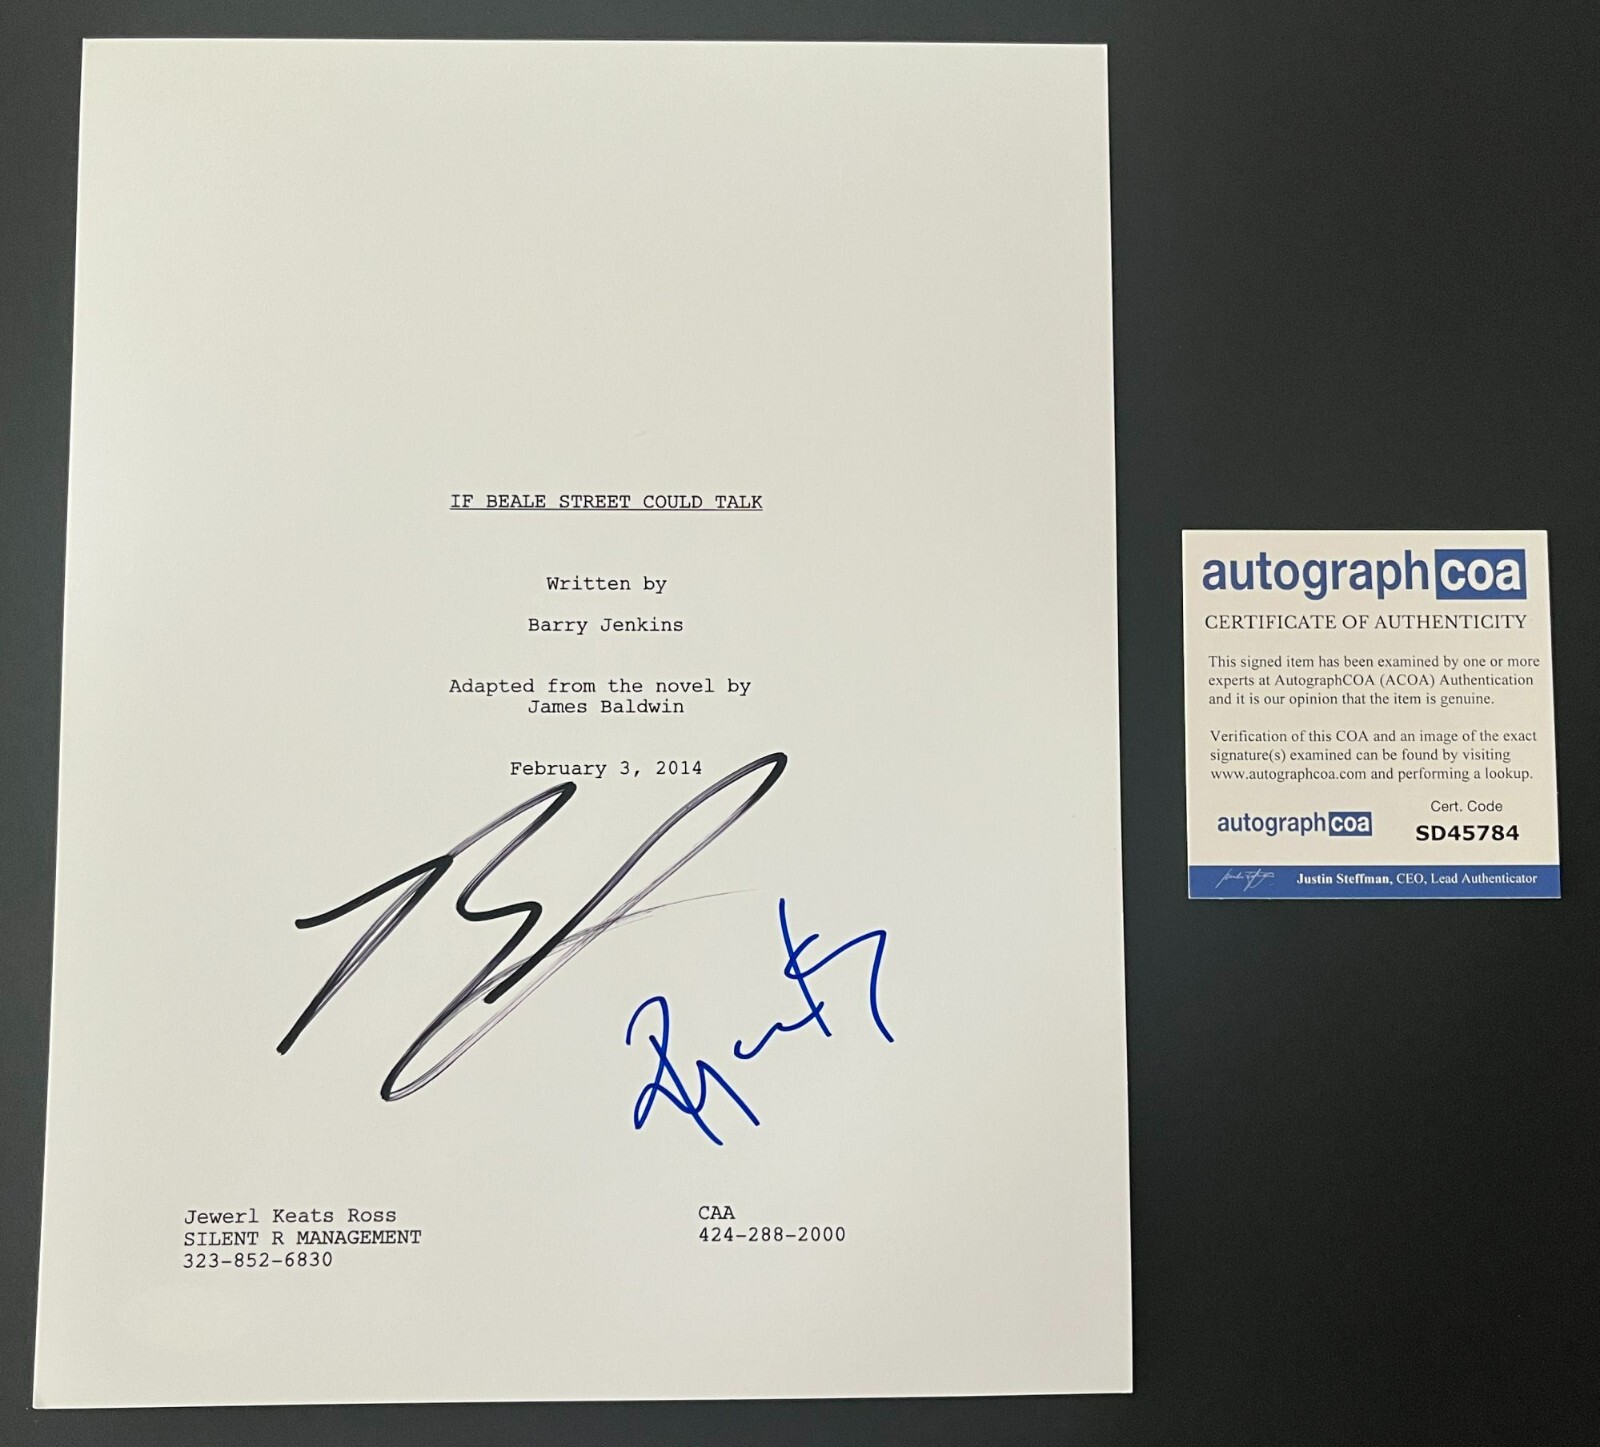 IF BEALE STREET COULD TALK
Written by
Barry Jenkins
Adapted from the novel by
James Baldwin
February 3, 2014
Jewerl Keats Ross
SILENT R MANAGEMENT
323-852-6830
CAA
424-288-2000
autographcoa
CERTIFICATE OF AUTHENTICITY
This signed item has been examined by one or more
experts at AutographCOA (ACOA) Authentication
and it is our opinion that the item is genuine.
Verification of this COA and an image of the exact
signature(s) examined can be found by visiting
www.autographcoa.com and performing a lookup.
autographcoa
Cert. Code
SD45784
Justin Steffman, CEO, Lead Authenticator